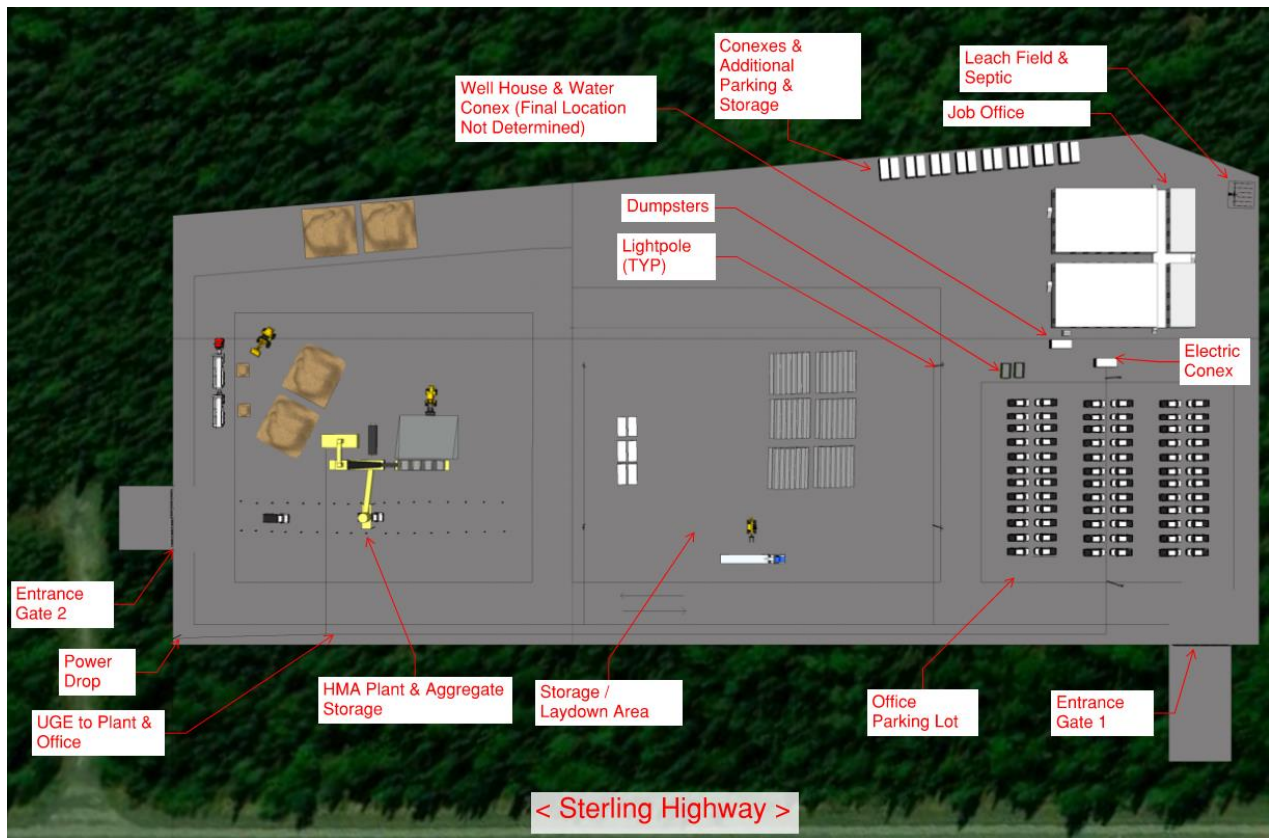 Conexes &
Additional
Parking &
Storage
Leach Field &
Septic
Well House & Water
Conex (Final Location
Not Determined)
Job Office
Dumpsters
Lightpole
(TYP)
Electric
Conex
Entrance
Gate 2
Power
Drop
UGE to Plant &
Office
HMA Plant & Aggregate
Storage
Storage /
Laydown Area
Office
Parking Lot
Entrance
Gate 1
< Sterling Highway >